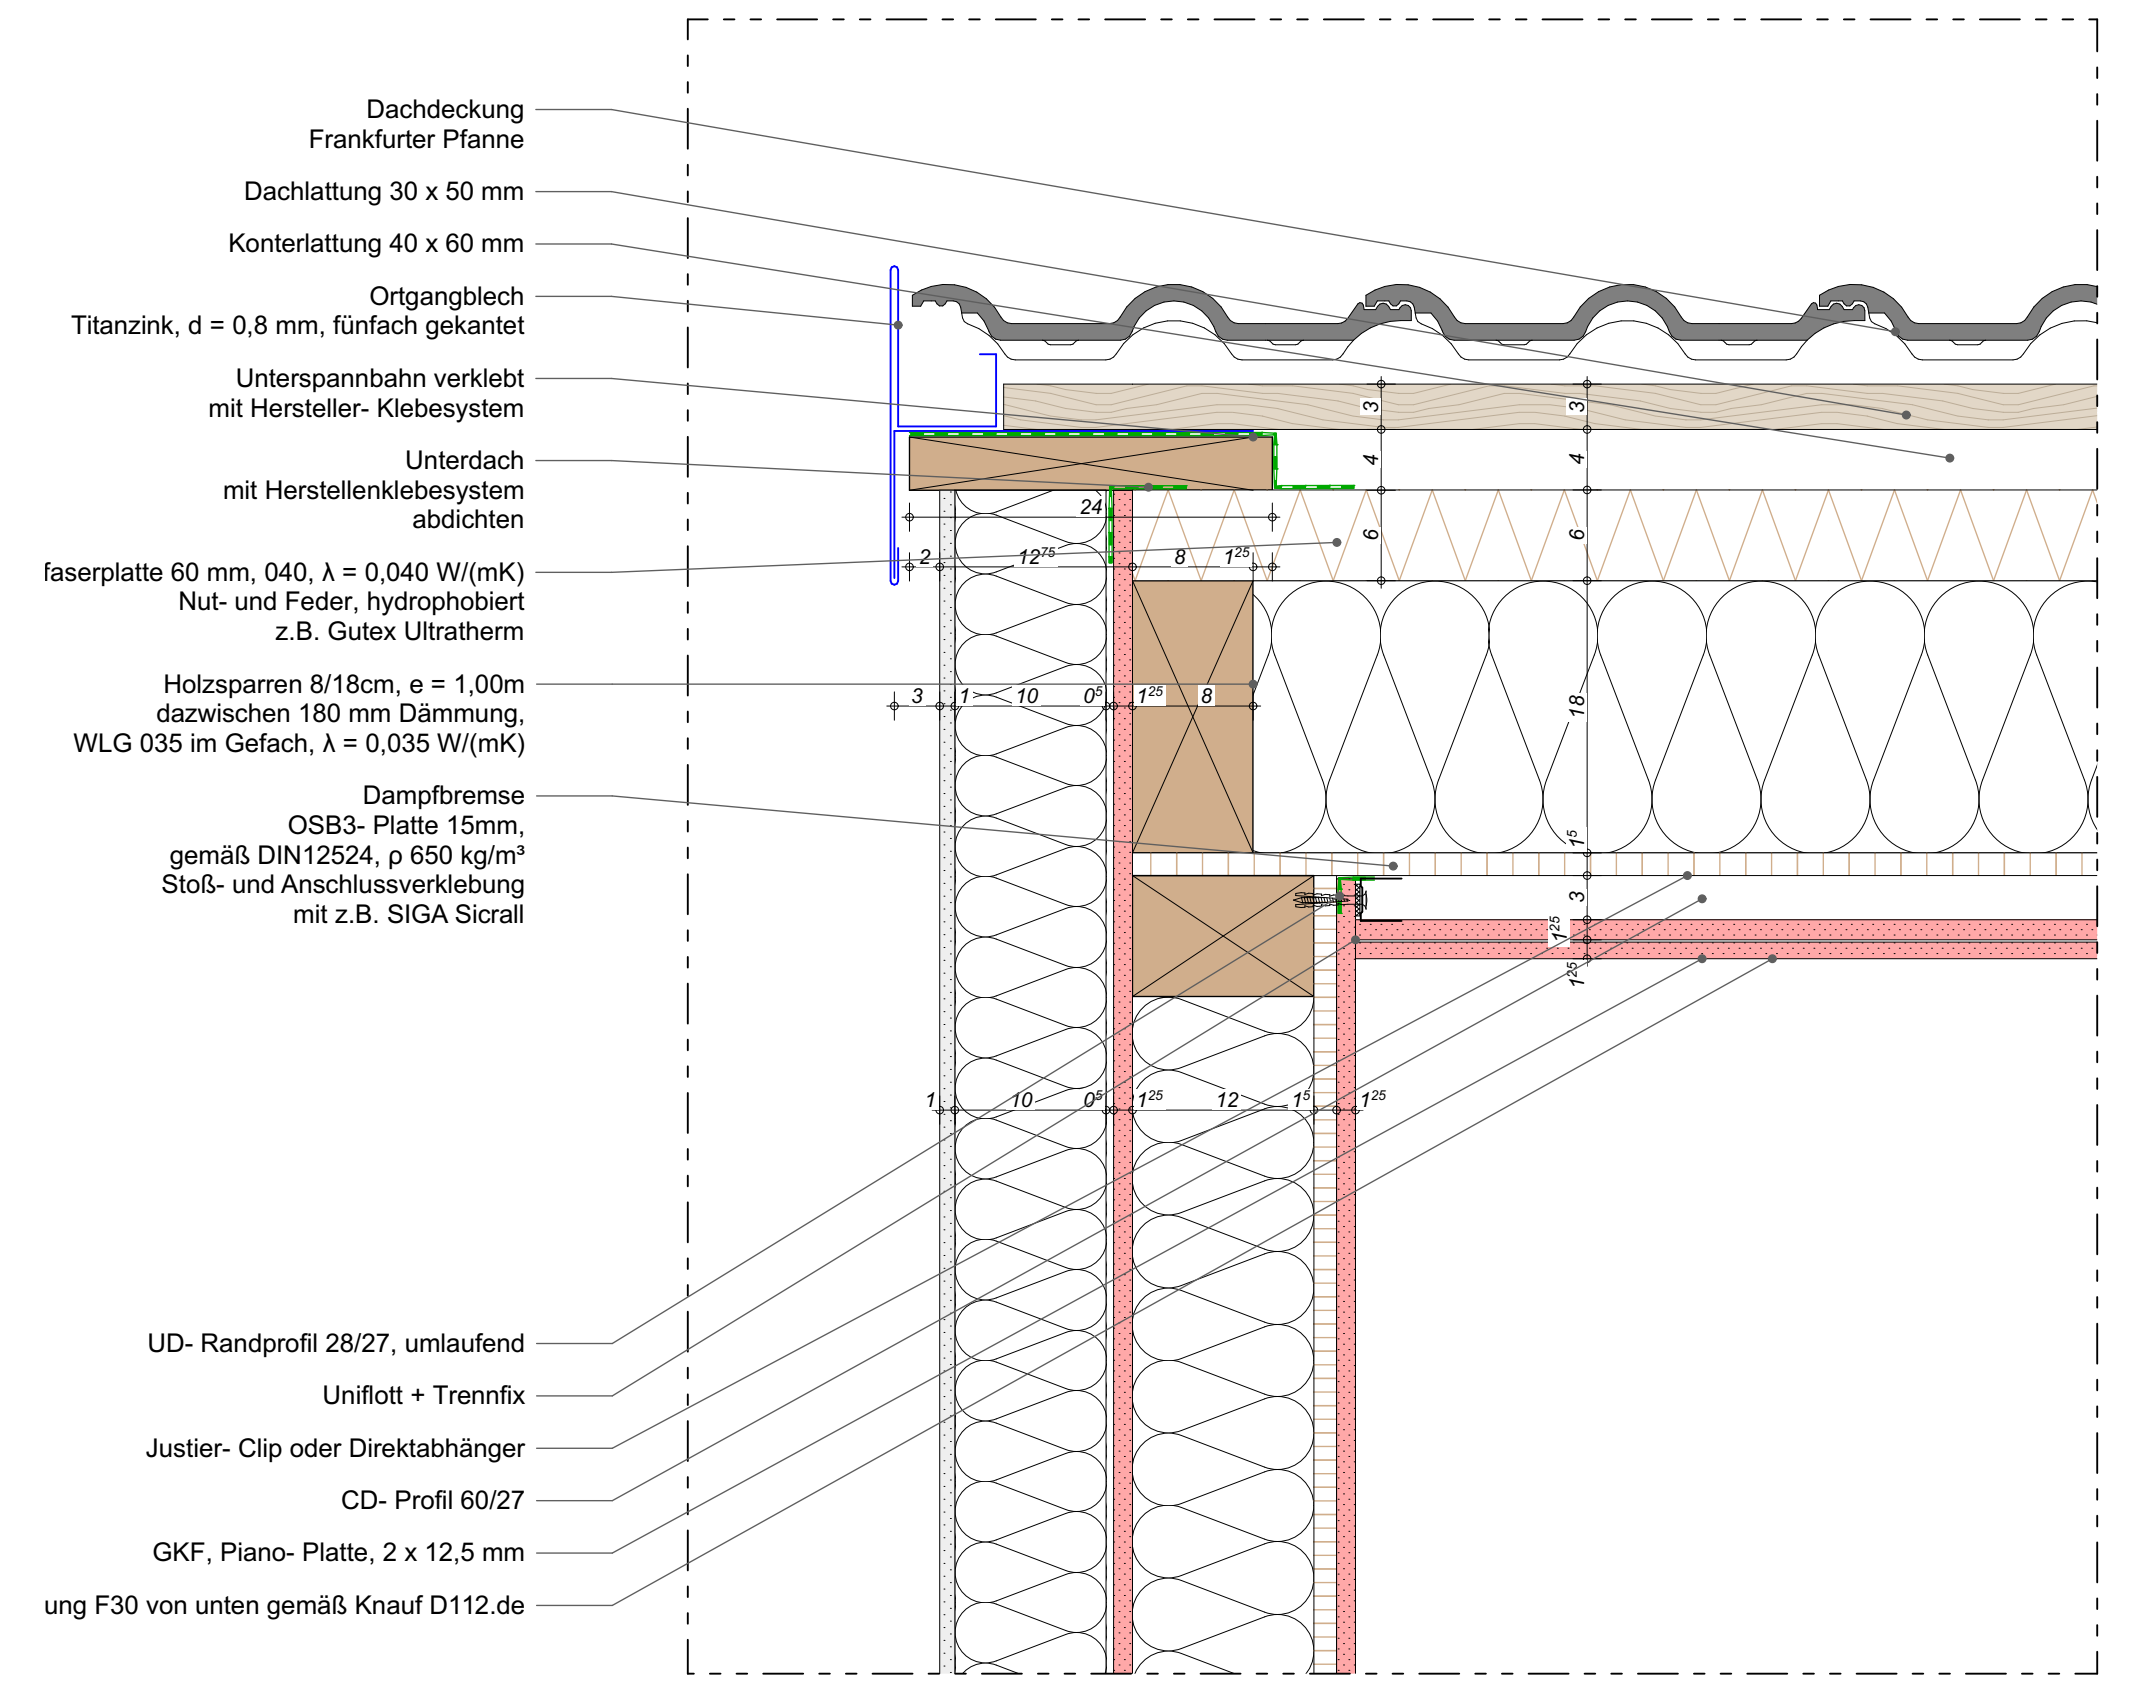 Dachdeckung
Frankfurter Pfanne
Dachlattung 30 x 50 mm
Konterlattung 40 x 60 mm
Ortgangblech
Titanzink, d = 0,8 mm, fünfach gekantet
Unterspannbahn verklebt
mit Hersteller- Klebesystem
Unterdach
mit Herstellenklebesystem
abdichten
faserplatte 60 mm, 040, λ = 0,040 W/(mK)
Nut- und Feder, hydrophobiert
z.B. Gutex Ultratherm
Holzsparren 8/18cm, e = 1,00m
dazwischen 180 mm Dämmung,
WLG 035 im Gefach, λ = 0,035 W/(mK)
Dampfbremse
OSB3- Platte 15mm,
gemäß DIN12524, ρ 650 kg/m³
Stoß- und Anschlussverklebung
mit z.B. SIGA Sicrall
UD- Randprofil 28/27, umlaufend
Uniflott + Trennfix
Justier- Clip oder Direktabhänger
CD- Profil 60/27
GKF, Piano- Platte, 2 x 12,5 mm
ung F30 von unten gemäß Knauf D112.de
3 3
4 4
24
6 6
2 12⁷⁵ 8 1²⁵
3 1 10 0⁵ 1²⁵ 8
18
1⁵
3
1²⁵
1²⁵
1 10 0⁵ 1²⁵ 12 1⁵ 1²⁵